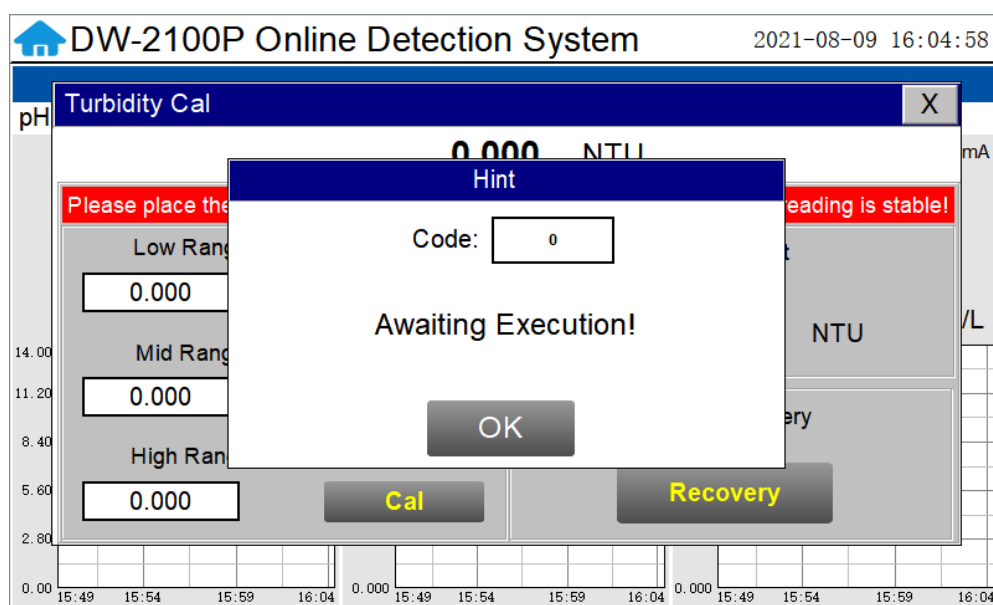 DW-2100P Online Detection System 2021-08-09 16:04:58
Turbidity Cal X
pH
0.000 NTU
mA
Hint
Please place the
reading is stable!
Code: 0
Low Rang
t
0.000
Awaiting Execution!
NTU
/L
14.00
Mid Rang
11.20
0.000
OK
ery
8.40
High Ran
5.60
0.000
Cal
Recovery
2.80
0.00
15:49 15:54 15:59 16:04
0.000
15:49 15:54 15:59 16:04
0.000
15:49 15:54 15:59 16:04